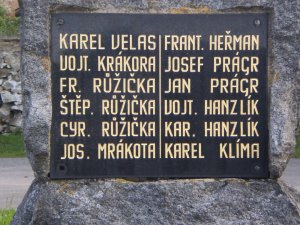 KAREL VELAS
VOJT. KRÁKORA
FR. RŮŽIČKA
ŠTĚP. RŮŽIČKA
CYR. RŮŽIČKA
JOS. MRÁKOTA
FRANT. HEŘMAN
JOSEF PRÁGR
JAN PRÁGR
VOJT. HANZLÍK
KAR. HANZLÍK
KAREL KLÍMA